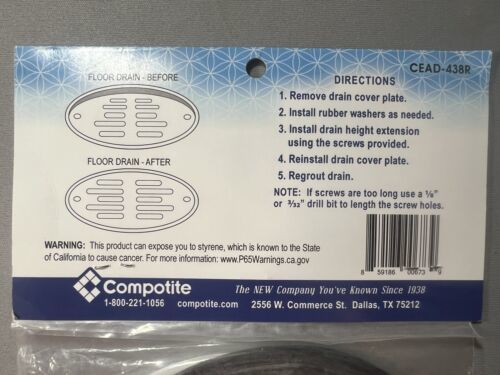 FLOOR DRAIN - BEFORE
FLOOR DRAIN - AFTER
CEAD-438R
DIRECTIONS
1. Remove drain cover plate.
2. Install rubber washers as needed.
3. Install drain height extension
using the screws provided.
4. Reinstall drain cover plate.
5. Regrout drain.
NOTE: If screws are too long use a ⅛"
or 3⁄32" drill bit to length the screw holes.
WARNING: This product can expose you to styrene, which is known to the State
of California to cause cancer. For more information: www.P65Warnings.ca.gov
8 59186 00673 9
Compotite
The NEW Company You've Known Since 1938
1-800-221-1056 compotite.com 2556 W. Commerce St. Dallas, TX 75212